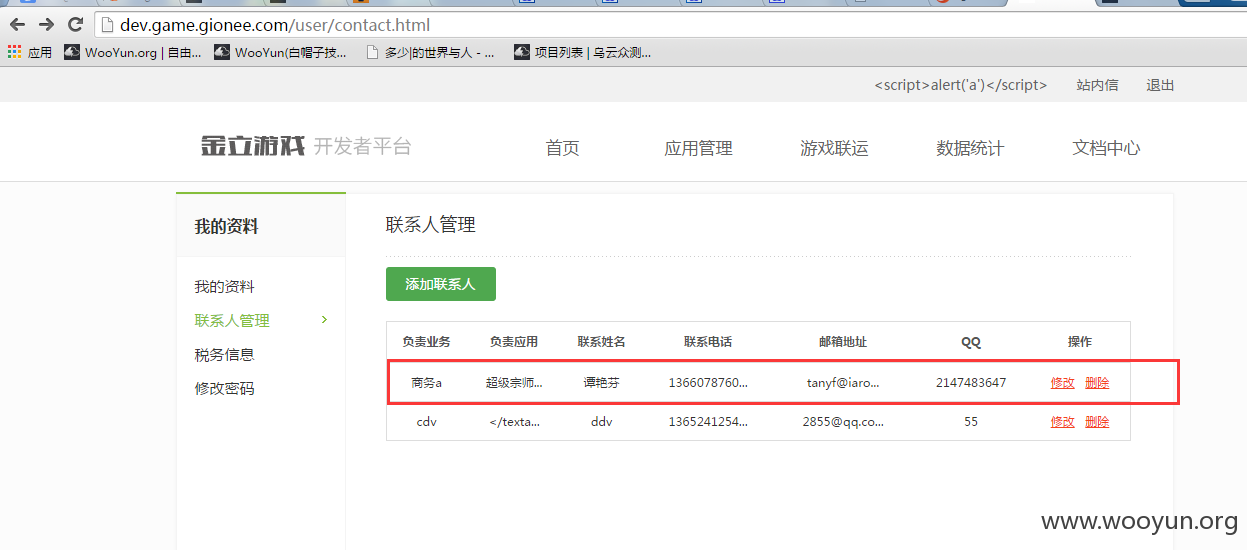 dev.game.gionee.com/user/contact.html
应用 WooYun.org | 自由... WooYun(白帽子技... 多少|的世界与人 - ... 项目列表 | 乌云众测...
<script>alert('a')</script> 站内信 退出
金立游戏 开发者平台 首页 应用管理 游戏联运 数据统计 文档中心
我的资料
我的资料
联系人管理
税务信息
修改密码
联系人管理
添加联系人
负责业务 负责应用 联系姓名 联系电话 邮箱地址 QQ 操作
商务a 超级宗师... 谭艳芬 1366078760... tanyf@iaro... 2147483647 修改 删除
cdv </texta... ddv 1365241254... 2855@qq.co... 55 修改 删除
www.wooyun.org